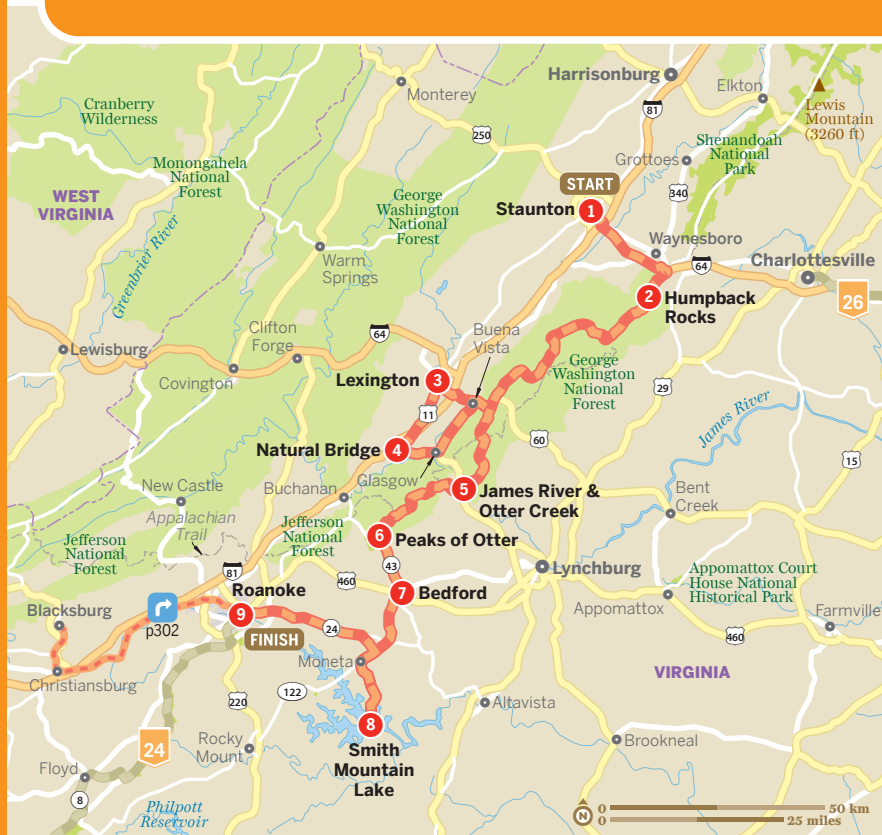 Harrisonburg
Elkton
Monterey
Cranberry
Wilderness
81
Lewis
Mountain
(3260 ft)
250
Shenandoah
National
Park
Grottoes
Monongahela
National
Forest
START
340
WEST
VIRGINIA
George
Washington
National
Forest
Staunton
1
Waynesboro
Greenbrier River
Warm
Springs
64
Charlottesville
2
Humpback
Rocks
26
Clifton
Forge
64
Buena
Vista
Lewisburg
George
Washington
National
Forest
Covington
Lexington
3
29
11
James River
60
Natural Bridge
4
15
Glasgow
New Castle
Buchanan
5
James River &
Otter Creek
Bent
Creek
Appalachian
Trail
Jefferson
National
Forest
6
Peaks of Otter
Jefferson
National
Forest
43
81
Lynchburg
Appomattox Court
House National
Historical Park
460
Roanoke
7
Bedford
Blacksburg
9
Appomattox
Farmville
p302
FINISH
24
460
Moneta
VIRGINIA
Christiansburg
220
122
Altavista
8
Smith
Mountain
Lake
24
Rocky
Mount
Brookneal
Floyd
8
Philpott
Reservoir
N
0
50 km
0
25 miles